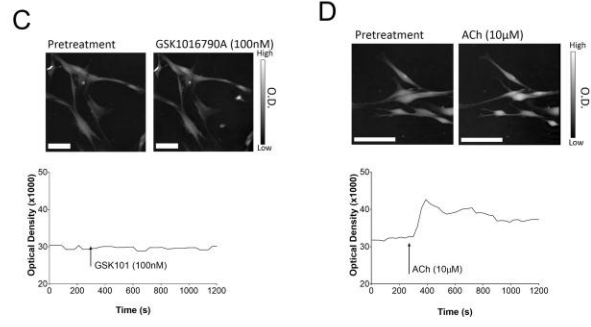 C
Pretreatment GSK1016790A (100nM)
High
O.D.
Low
Optical Density (x1000)
50
40
30
20
GSK101 (100nM)
0 200 400 600 800 1000 1200
Time (s)
D
Pretreatment ACh (10μM)
High
O.D.
Low
Optical Density (x1000)
50
40
30
20
ACh (10μM)
0 200 400 600 800 1000 1200
Time (s)